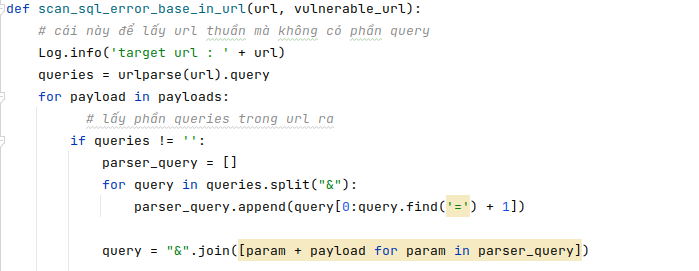 def scan_sql_error_base_in_url(url, vulnerable_url):
# cái này để lấy url thuần mà không có phần query
Log.info('target url : ' + url)
queries = urlparse(url).query
for payload in payloads:
# lấy phần queries trong url ra
if queries != '':
parser_query = []
for query in queries.split("&"):
parser_query.append(query[0:query.find('=') + 1])
query = "&".join([param + payload for param in parser_query])